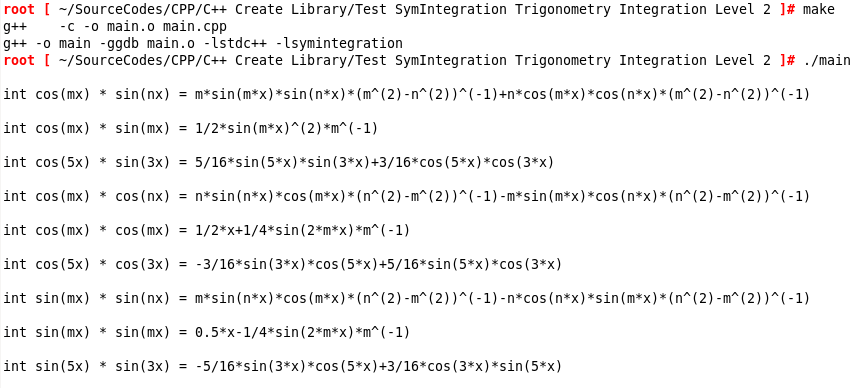 root [ ~/SourceCodes/CPP/C++ Create Library/Test SymIntegration Trigonometry Integration Level 2 ]# make
g++    -c -o main.o main.cpp
g++ -o main -ggdb main.o -lstdc++ -lsymintegration
root [ ~/SourceCodes/CPP/C++ Create Library/Test SymIntegration Trigonometry Integration Level 2 ]# ./main
int cos(mx) * sin(nx) = m*sin(m*x)*sin(n*x)*(m^(2)-n^(2))^(-1)+n*cos(m*x)*cos(n*x)*(m^(2)-n^(2))^(-1)
int cos(mx) * sin(mx) = 1/2*sin(m*x)^(2)*m^(-1)
int cos(5x) * sin(3x) = 5/16*sin(5*x)*sin(3*x)+3/16*cos(5*x)*cos(3*x)
int cos(mx) * cos(nx) = n*sin(n*x)*cos(m*x)*(n^(2)-m^(2))^(-1)-m*sin(m*x)*cos(n*x)*(n^(2)-m^(2))^(-1)
int cos(mx) * cos(mx) = 1/2*x+1/4*sin(2*m*x)*m^(-1)
int cos(5x) * cos(3x) = -3/16*sin(3*x)*cos(5*x)+5/16*sin(5*x)*cos(3*x)
int sin(mx) * sin(nx) = m*sin(n*x)*cos(m*x)*(n^(2)-m^(2))^(-1)-n*cos(n*x)*sin(m*x)*(n^(2)-m^(2))^(-1)
int sin(mx) * sin(mx) = 0.5*x-1/4*sin(2*m*x)*m^(-1)
int sin(5x) * sin(3x) = -5/16*sin(3*x)*cos(5*x)+3/16*cos(3*x)*sin(5*x)